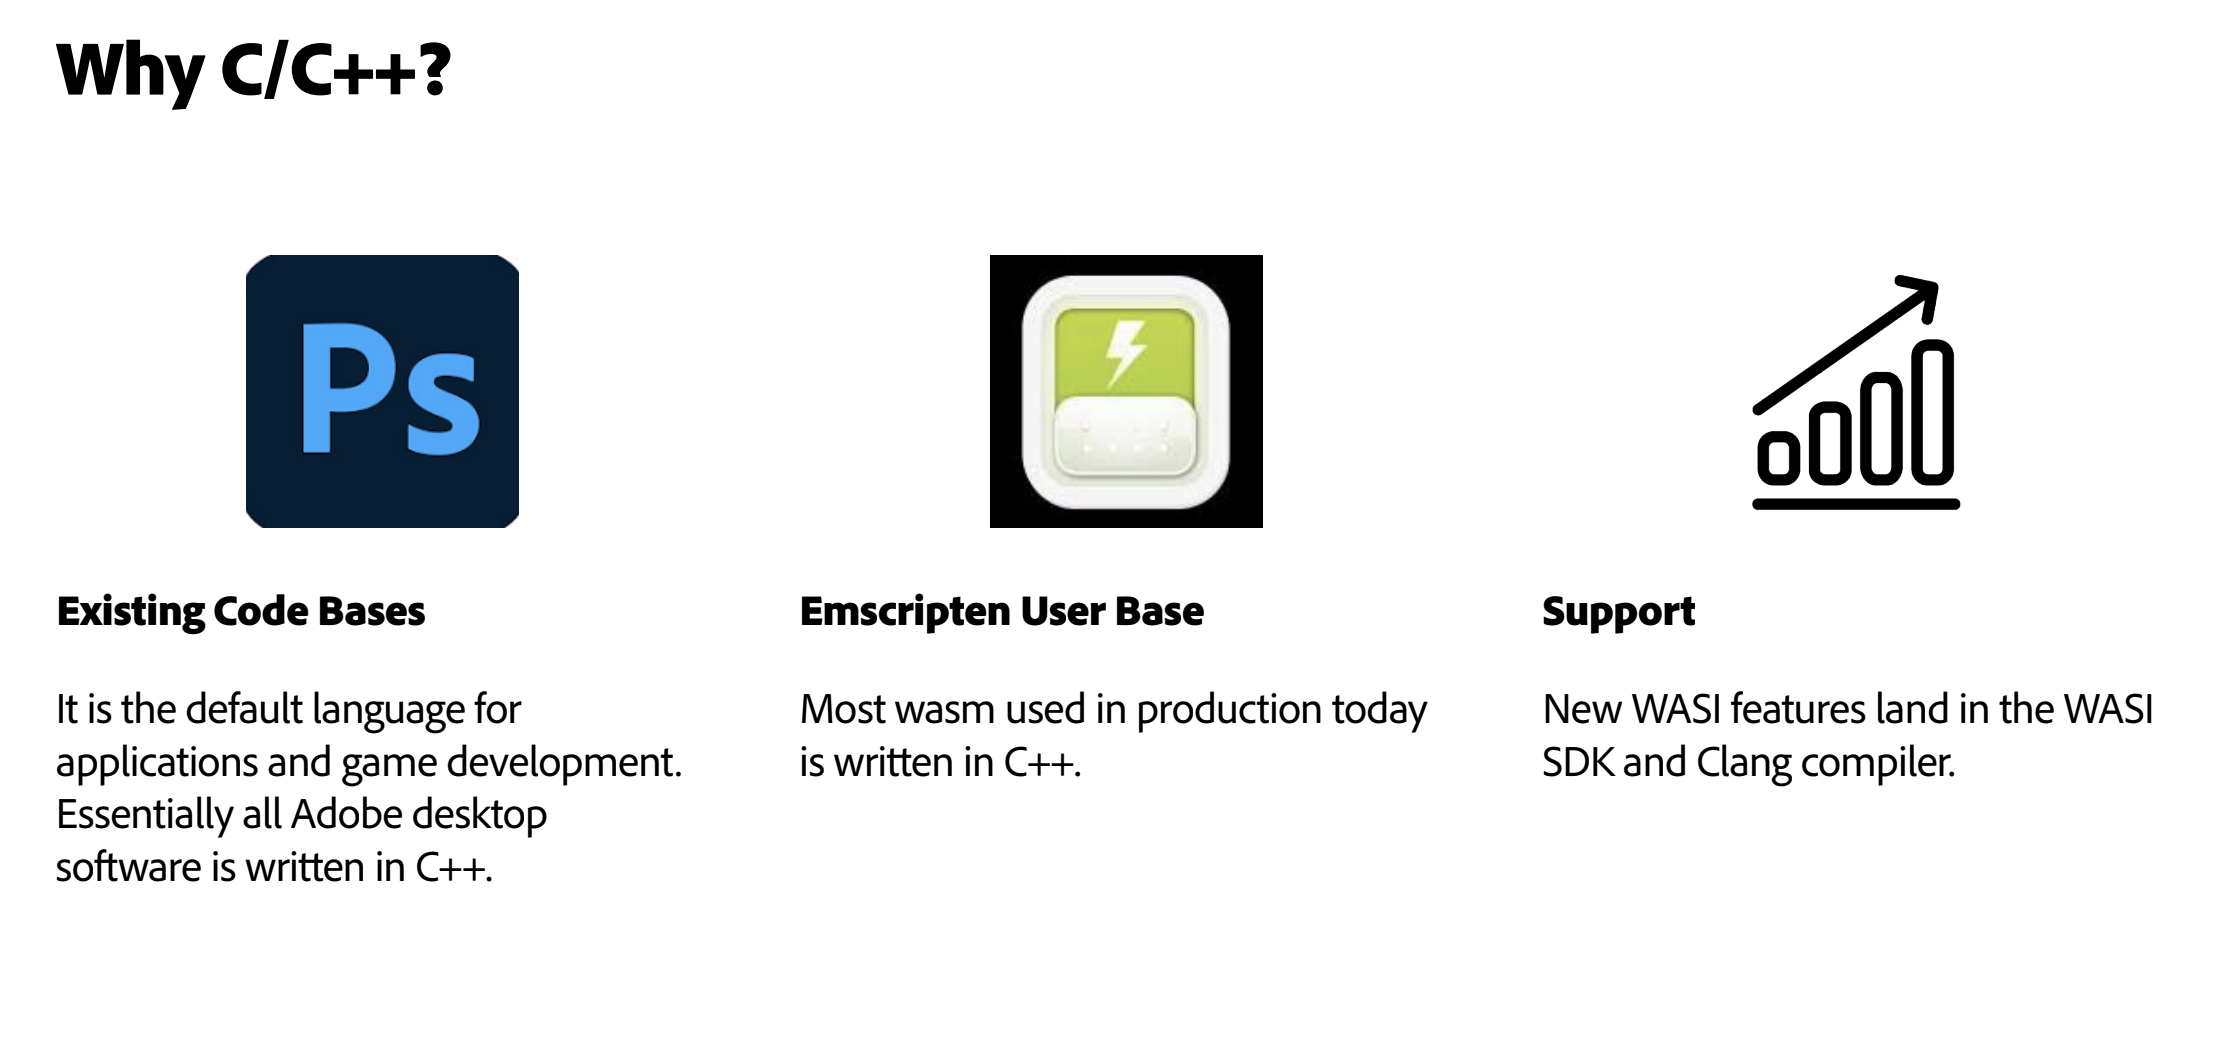 Why C/C++?
Ps
Existing Code Bases
It is the default language for
applications and game development.
Essentially all Adobe desktop
software is written in C++.
Emscripten User Base
Most wasm used in production today
is written in C++.
Support
New WASI features land in the WASI
SDK and Clang compiler.